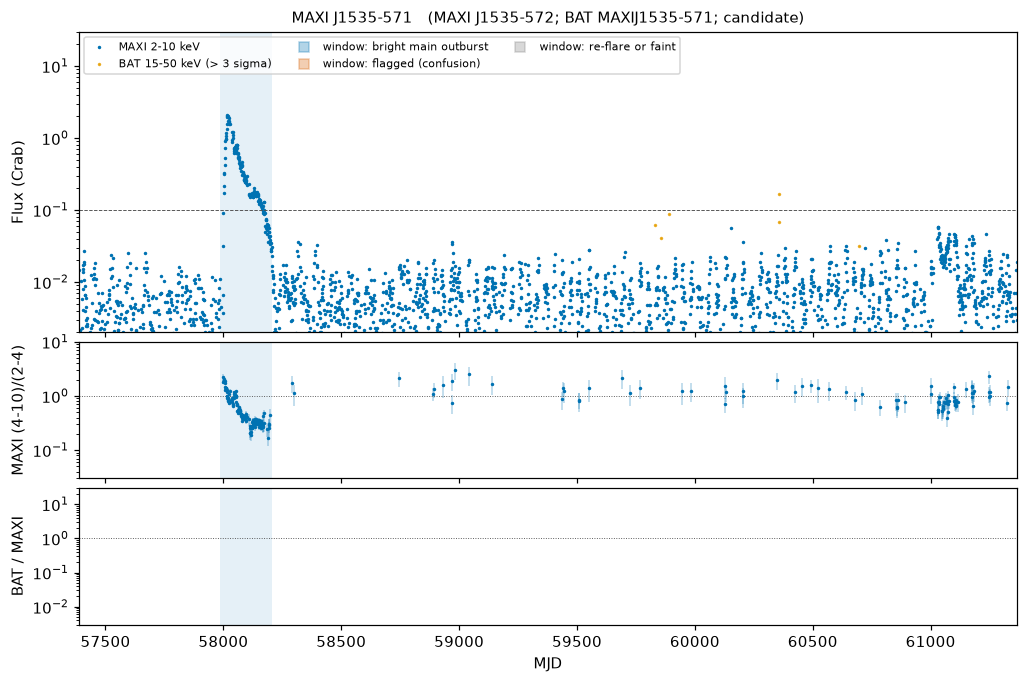 MAXI J1535-571   (MAXI J1535-572; BAT MAXIJ1535-571; candidate)
MAXI 2-10 keV
BAT 15-50 keV (> 3 sigma)
window: bright main outburst
window: flagged (confusion)
window: re-flare or faint
Flux (Crab)
10¹
10⁰
10⁻¹
10⁻²
MAXI (4-10)/(2-4)
10¹
10⁰
10⁻¹
BAT / MAXI
10¹
10⁰
10⁻¹
10⁻²
57500 58000 58500 59000 59500 60000 60500 61000
MJD